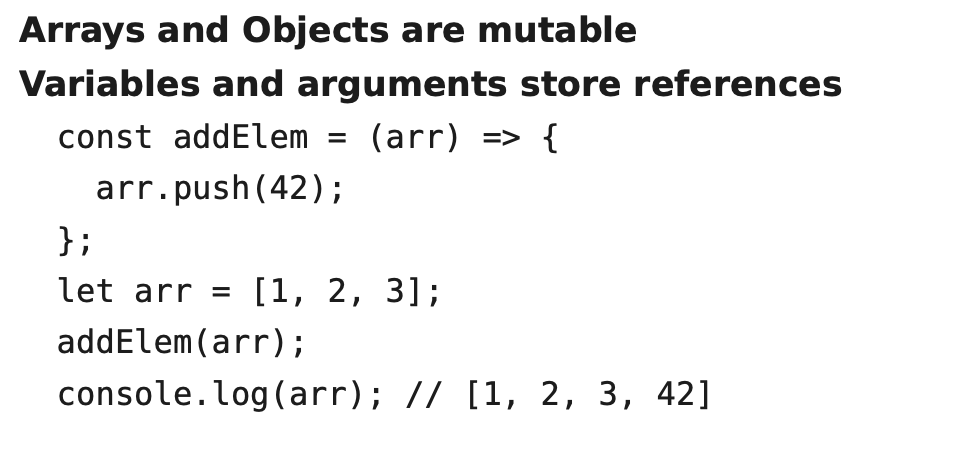 Arrays and Objects are mutable
Variables and arguments store references
const addElem = (arr) => {
  arr.push(42);
};
let arr = [1, 2, 3];
addElem(arr);
console.log(arr); // [1, 2, 3, 42]